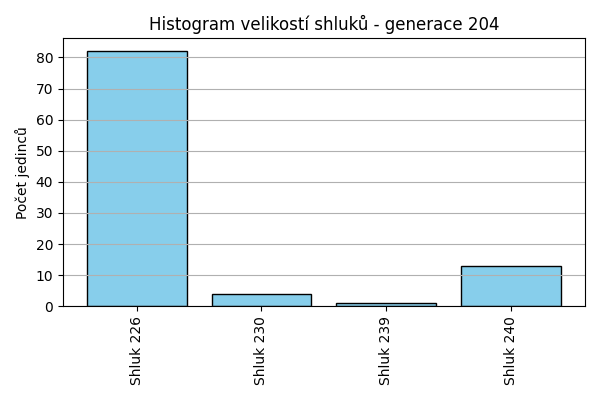 Histogram velikostí shluků - generace 204
Počet jedinců
80
70
60
50
40
30
20
10
0
Shluk 226
Shluk 230
Shluk 239
Shluk 240